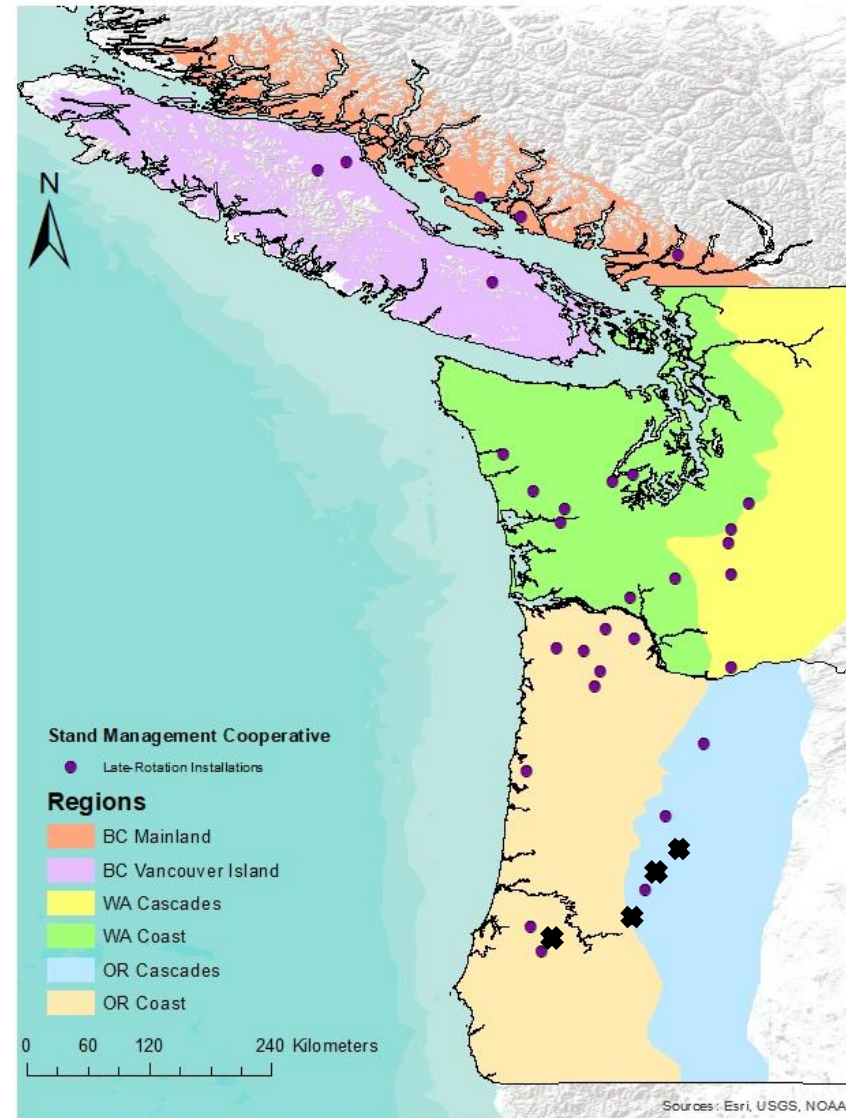 N
Stand Management Cooperative
Late-Rotation Installations
Regions
BC Mainland
BC Vancouver Island
WA Cascades
WA Coast
OR Cascades
OR Coast
0 60 120 240 Kilometers
Sources: Esri, USGS, NOAA